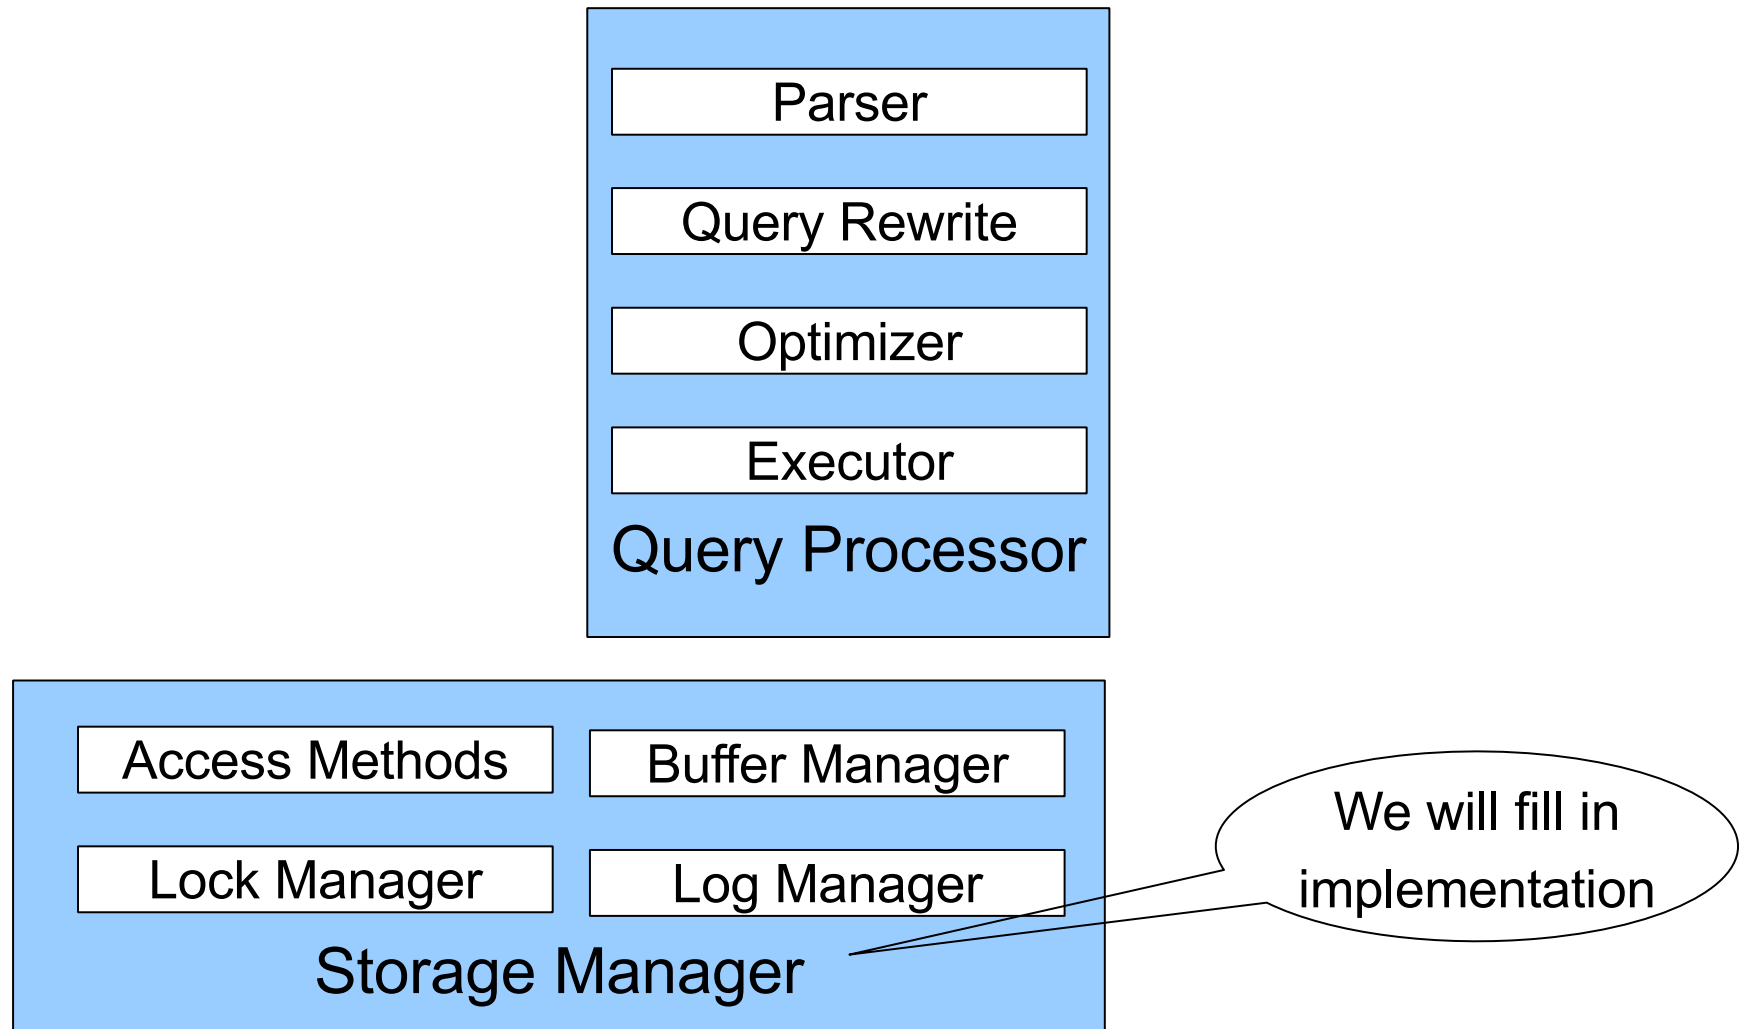 Parser
Query Rewrite
Optimizer
Executor
Query Processor
Access Methods
Buffer Manager
Lock Manager
Log Manager
Storage Manager
We will fill in
implementation